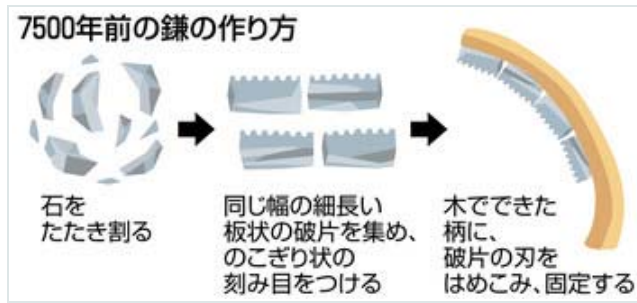 7500年前の鎌の作り方
石を
たたき割る
同じ幅の細長い
板状の破片を集め、
のこぎり状の
刻み目をつける
木でできた
柄に、
破片の刃を
はめこみ、固定する